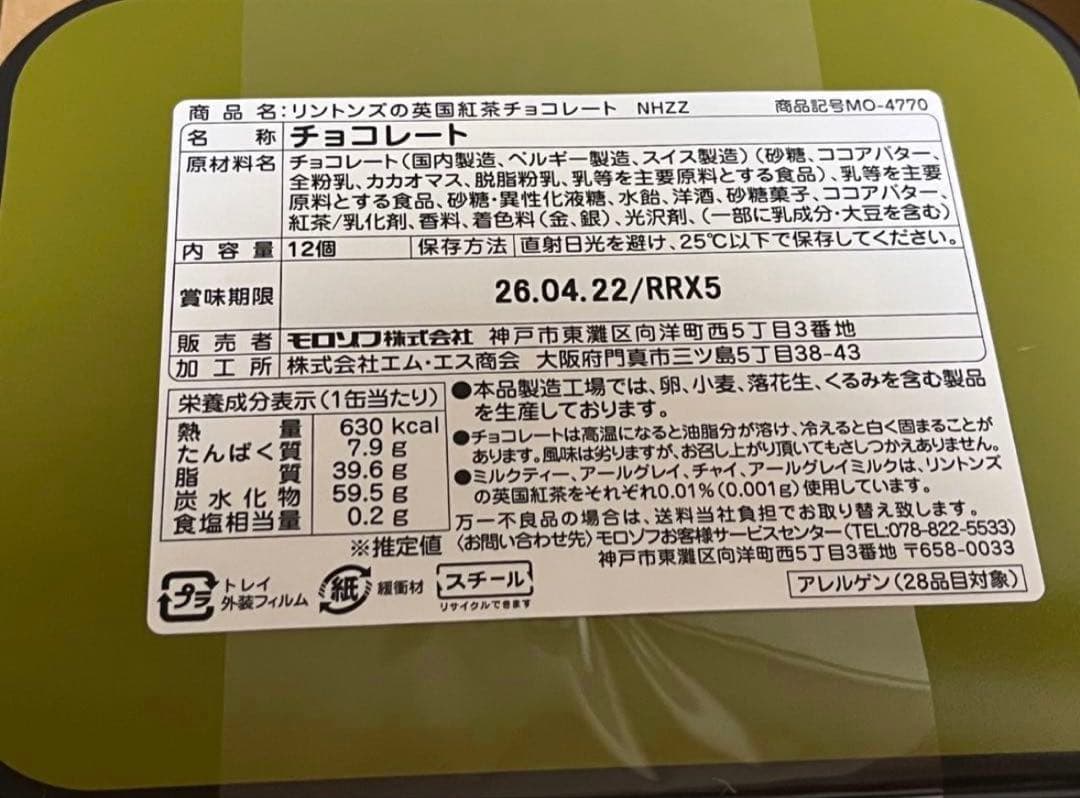 商品名:リントンズの英国紅茶チョコレート NHZZ 商品記号MO-4770
名称 チョコレート
原材料名 チョコレート(国内製造、ベルギー製造、スイス製造)(砂糖、ココアバター、
全粉乳、カカオマス、脱脂粉乳、乳等を主要原料とする食品)、乳等を主要
原料とする食品、砂糖・異性化液糖、水飴、洋酒、砂糖菓子、ココアバター、
紅茶/乳化剤、香料、着色料(金、銀)、光沢剤、(一部に乳成分・大豆を含む)
内容量 12個 保存方法 直射日光を避け、25℃以下で保存してください。
賞味期限 26.04.22/RRX5
販売者 モロゾフ株式会社 神戸市東灘区向洋町西5丁目3番地
加工所 株式会社エム・エス商会 大阪府門真市三ツ島5丁目38-43
栄養成分表示(1缶当たり)
熱量 630 kcal
たんぱく質 7.9 g
脂質 39.6 g
炭水化物 59.5 g
食塩相当量 0.2 g
※推定値
●本品製造工場では、卵、小麦、落花生、くるみを含む製品
を生産しております。
●チョコレートは高温になると油脂分が溶け、冷えると白く固まることが
あります。風味は劣りますが、お召し上がり頂いてもさしつかえありません。
●ミルクティー、アールグレイ、チャイ、アールグレイミルクは、リントンズ
の英国紅茶をそれぞれ0.01%(0.001g)使用しています。
万一不良品の場合は、送料当社負担でお取り替え致します。
〈お問い合わせ先〉モロゾフお客様サービスセンター(TEL:078-822-5533)
神戸市東灘区向洋町西5丁目3番地 〒658-0033
プラ トレイ
外装フィルム
紙 緩衝材
スチール
リサイクルできます
アレルゲン(28品目対象)